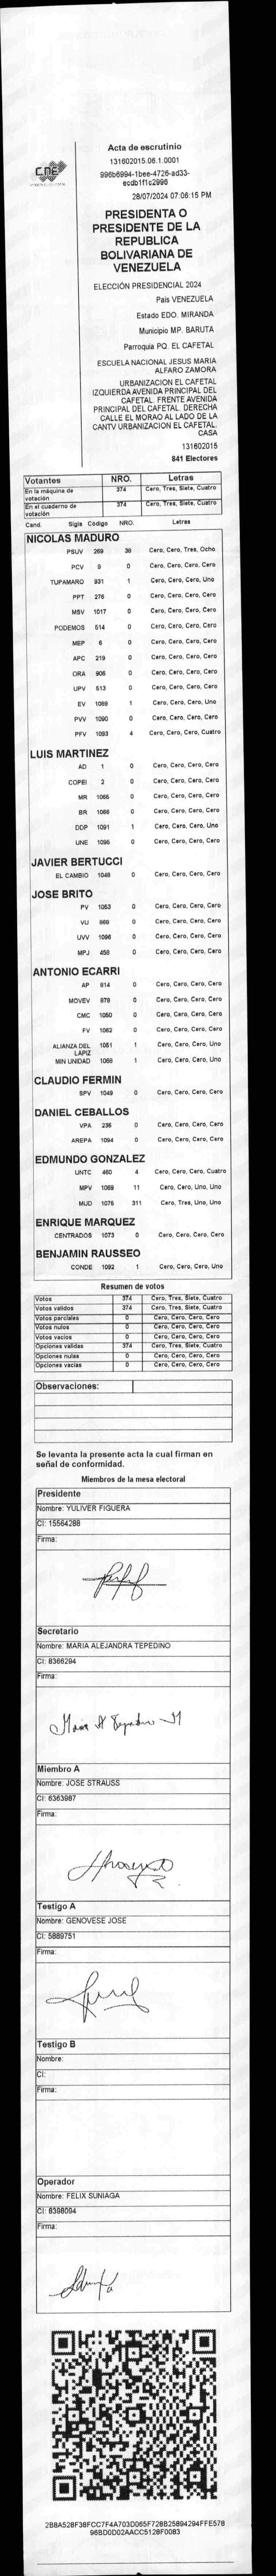 Acta de escrutinio
131602015.06.1.0001
996b6994-1bee-4726-ad33-
ecdb1f1c2996
28/07/2024 07:06:15 PM
CNE
PRESIDENTA O
PRESIDENTE DE LA
REPUBLICA
BOLIVARIANA DE
VENEZUELA
ELECCIÓN PRESIDENCIAL 2024
País VENEZUELA
Estado EDO. MIRANDA
Municipio MP. BARUTA
Parroquia PQ. EL CAFETAL
ESCUELA NACIONAL JESUS MARIA
ALFARO ZAMORA
URBANIZACION EL CAFETAL
IZQUIERDA AVENIDA PRINCIPAL DEL
CAFETAL. FRENTE AVENIDA
PRINCIPAL DEL CAFETAL. DERECHA
CALLE EL MORAO AL LADO DE LA
CANTV URBANIZACION EL CAFETAL.
CASA
131602015
841 Electores
Votantes NRO. Letras
En la máquina de votación 374 Cero, Tres, Siete, Cuatro
En el cuaderno de votación 374 Cero, Tres, Siete, Cuatro
Cand. Sigla Código NRO. Letras
NICOLAS MADURO
PSUV 269 38 Cero, Cero, Tres, Ocho
PCV 9 0 Cero, Cero, Cero, Cero
TUPAMARO 931 1 Cero, Cero, Cero, Uno
PPT 276 0 Cero, Cero, Cero, Cero
MSV 1017 0 Cero, Cero, Cero, Cero
PODEMOS 514 0 Cero, Cero, Cero, Cero
MEP 6 0 Cero, Cero, Cero, Cero
APC 219 0 Cero, Cero, Cero, Cero
ORA 906 0 Cero, Cero, Cero, Cero
UPV 513 0 Cero, Cero, Cero, Cero
EV 1089 1 Cero, Cero, Cero, Uno
PVV 1090 0 Cero, Cero, Cero, Cero
PFV 1093 4 Cero, Cero, Cero, Cuatro
LUIS MARTINEZ
AD 1 0 Cero, Cero, Cero, Cero
COPEI 2 0 Cero, Cero, Cero, Cero
MR 1065 0 Cero, Cero, Cero, Cero
BR 1066 0 Cero, Cero, Cero, Cero
DDP 1091 1 Cero, Cero, Cero, Uno
UNE 1095 0 Cero, Cero, Cero, Cero
JAVIER BERTUCCI
EL CAMBIO 1048 0 Cero, Cero, Cero, Cero
JOSE BRITO
PV 1053 0 Cero, Cero, Cero, Cero
VU 869 0 Cero, Cero, Cero, Cero
UVV 1096 0 Cero, Cero, Cero, Cero
MPJ 458 0 Cero, Cero, Cero, Cero
ANTONIO ECARRI
AP 814 0 Cero, Cero, Cero, Cero
MOVEV 879 0 Cero, Cero, Cero, Cero
CMC 1050 0 Cero, Cero, Cero, Cero
FV 1062 0 Cero, Cero, Cero, Cero
ALIANZA DEL LAPIZ 1051 1 Cero, Cero, Cero, Uno
MIN UNIDAD 1068 1 Cero, Cero, Cero, Uno
CLAUDIO FERMIN
SPV 1049 0 Cero, Cero, Cero, Cero
DANIEL CEBALLOS
VPA 236 0 Cero, Cero, Cero, Cero
AREPA 1094 0 Cero, Cero, Cero, Cero
EDMUNDO GONZALEZ
UNTC 460 4 Cero, Cero, Cero, Cuatro
MPV 1069 11 Cero, Cero, Uno, Uno
MUD 1075 311 Cero, Tres, Uno, Uno
ENRIQUE MARQUEZ
CENTRADOS 1073 0 Cero, Cero, Cero, Cero
BENJAMIN RAUSSEO
CONDE 1092 1 Cero, Cero, Cero, Uno
Resumen de votos
Votos 374 Cero, Tres, Siete, Cuatro
Votos validos 374 Cero, Tres, Siete, Cuatro
Votos parciales 0 Cero, Cero, Cero, Cero
Votos nulos 0 Cero, Cero, Cero, Cero
Votos vacios 0 Cero, Cero, Cero, Cero
Opciones validas 374 Cero, Tres, Siete, Cuatro
Opciones nulas 0 Cero, Cero, Cero, Cero
Opciones vacias 0 Cero, Cero, Cero, Cero
Observaciones:
Se levanta la presente acta la cual firman en
señal de conformidad.
Miembros de la mesa electoral
Presidente
Nombre: YULIVER FIGUERA
CI: 15564288
Firma:
Secretario
Nombre: MARIA ALEJANDRA TEPEDINO
CI: 8366294
Firma:
Maria A Tepedino M
Miembro A
Nombre: JOSE STRAUSS
CI: 6363987
Firma:
Testigo A
Nombre: GENOVESE JOSE
CI: 5889751
Firma:
Testigo B
Nombre:
CI:
Firma:
Operador
Nombre: FELIX SUNIAGA
CI: 8398094
Firma:
2B8A528F38FCC7F4A703D065F728B25894294FFE578
96BD0D02AACC5128F0083